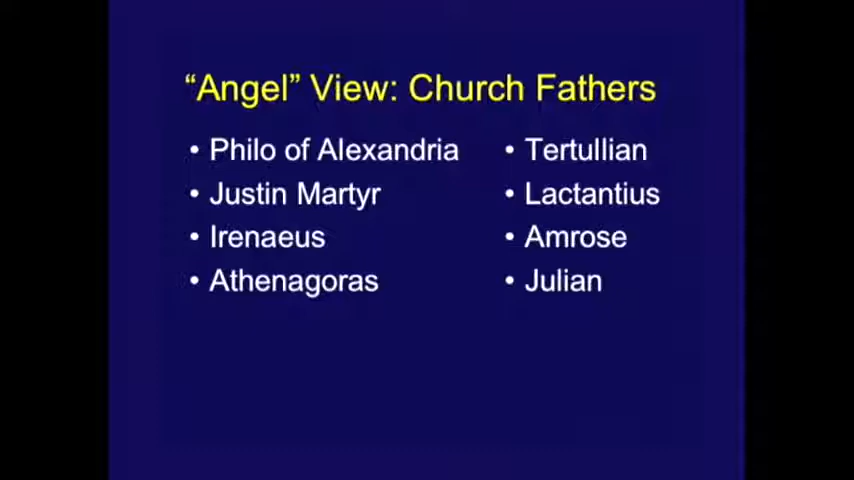 “Angel” View: Church Fathers
• Philo of Alexandria
• Justin Martyr
• Irenaeus
• Athenagoras
• Tertullian
• Lactantius
• Amrose
• Julian